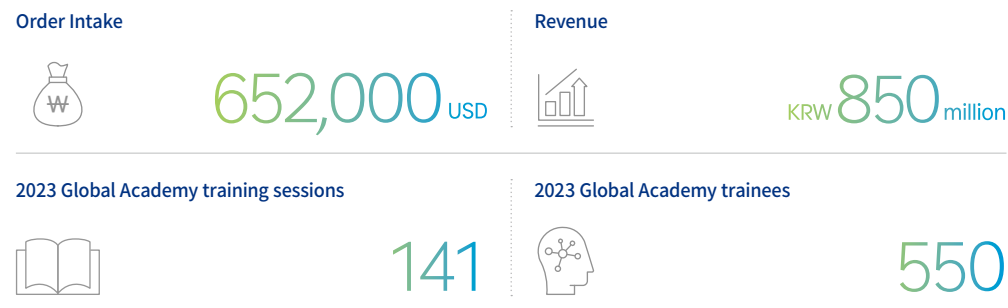 Order Intake
₩
652,000 USD
Revenue
KRW 850 million
2023 Global Academy training sessions
141
2023 Global Academy trainees
550